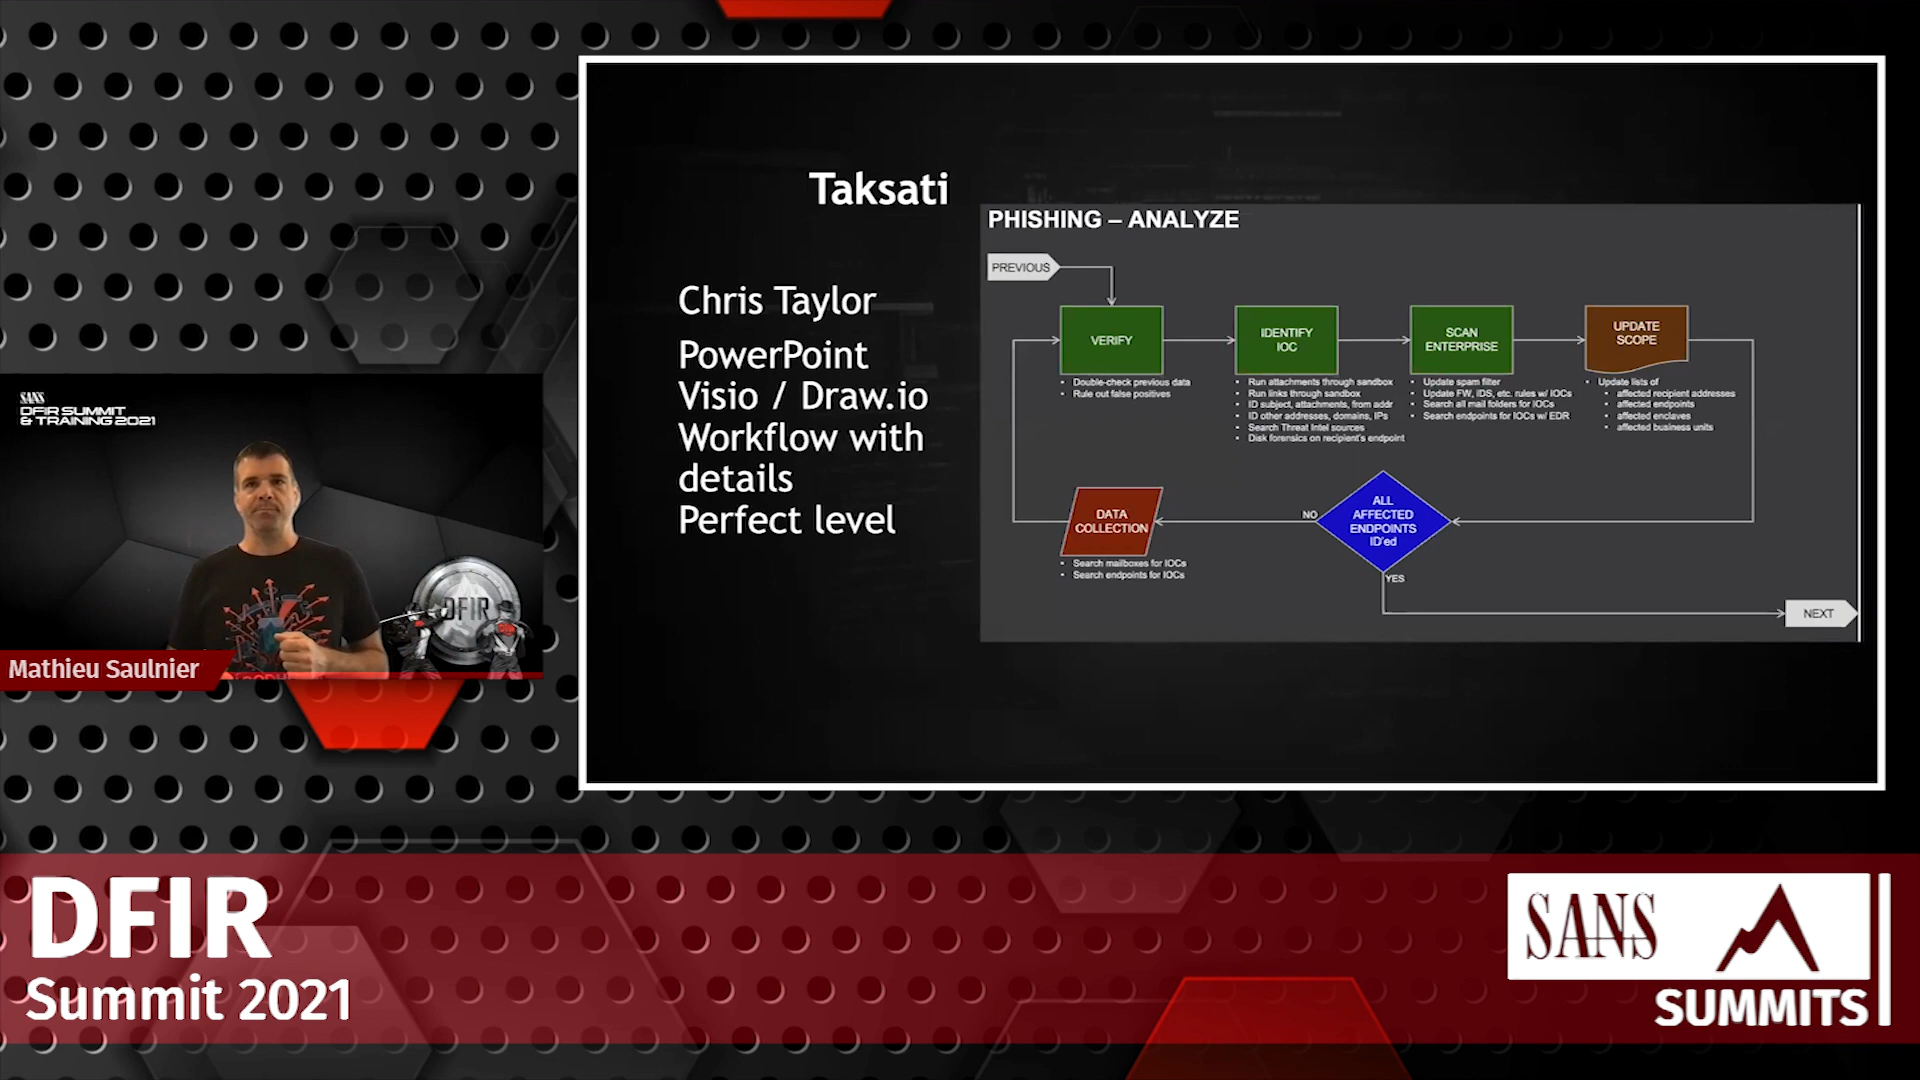 Taksati
Chris Taylor
PowerPoint
Visio / Draw.io
Workflow with
details
Perfect level
PHISHING – ANALYZE
PREVIOUS
VERIFY
• Double-check previous data
• Rule out false positives
IDENTIFY
IOC
• Run attachments through sandbox
• Run links through sandbox
• ID subject, attachments, from addr
• ID other addresses, domains, IPs
• Search Threat Intel sources
• Disk forensics on recipient's endpoint
SCAN
ENTERPRISE
• Update spam filter
• Update FW, IDS, etc. rules w/ IOCs
• Search all mail folders for IOCs
• Search endpoints for IOCs w/ EDR
UPDATE
SCOPE
• Update lists of
• affected recipient addresses
• affected endpoints
• affected enclaves
• affected business units
ALL
AFFECTED
ENDPOINTS
ID'ed
NO
YES
DATA
COLLECTION
• Search mailboxes for IOCs
• Search endpoints for IOCs
NEXT
SANS
DFIR SUMMIT
& TRAINING 2021
DFIR
Mathieu Saulnier
DFIR
Summit 2021
SANS
SUMMITS